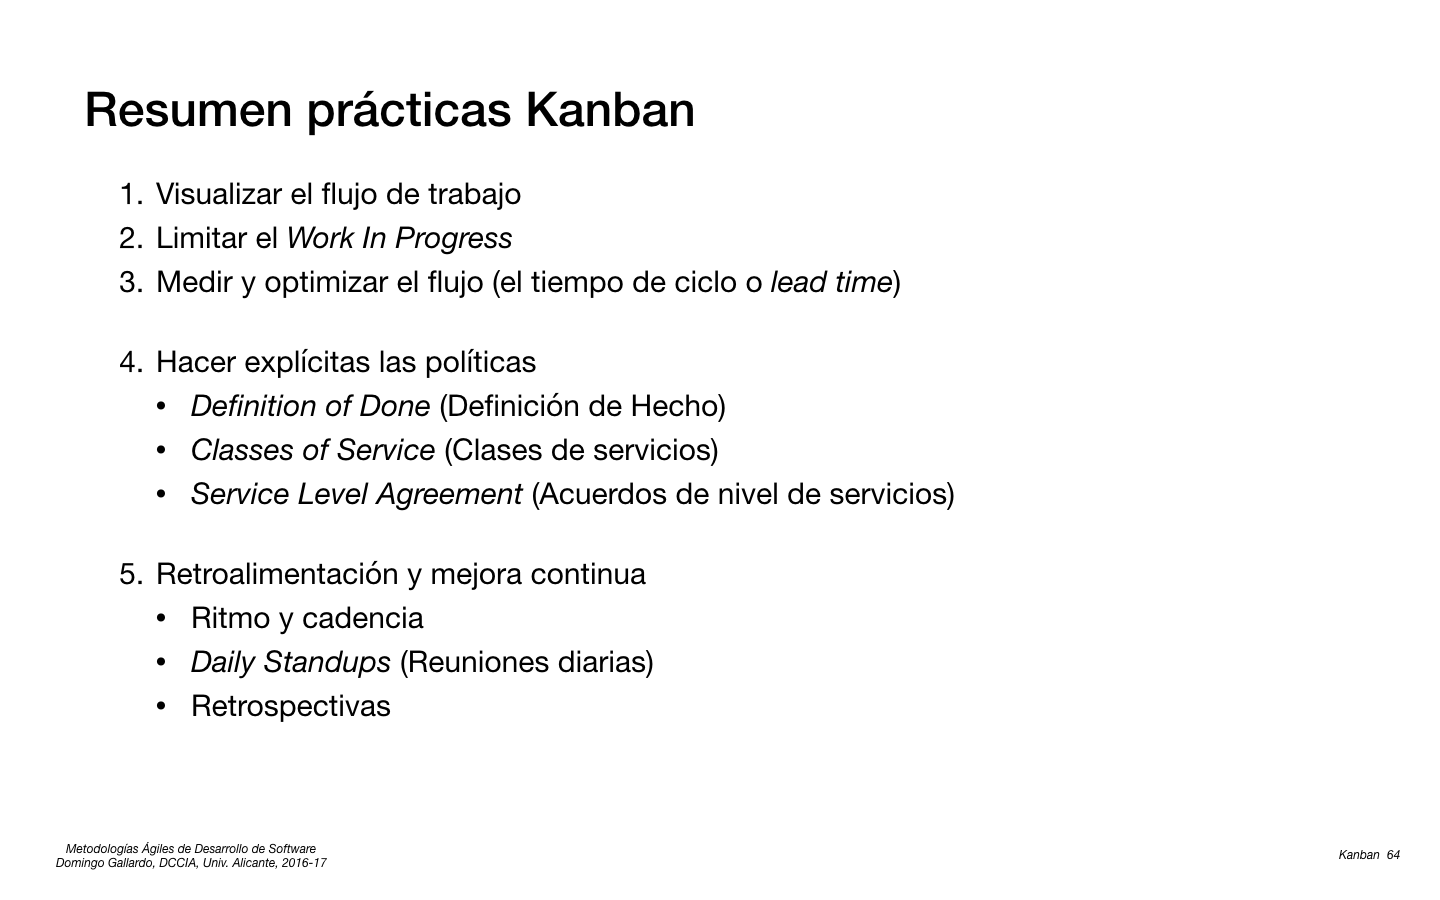 Resumen prácticas Kanban
1. Visualizar el flujo de trabajo
2. Limitar el Work In Progress
3. Medir y optimizar el flujo (el tiempo de ciclo o lead time)
4. Hacer explícitas las políticas
• Definition of Done (Definición de Hecho)
• Classes of Service (Clases de servicios)
• Service Level Agreement (Acuerdos de nivel de servicios)
5. Retroalimentación y mejora continua
• Ritmo y cadencia
• Daily Standups (Reuniones diarias)
• Retrospectivas
Metodologías Ágiles de Desarrollo de Software
Domingo Gallardo, DCCIA, Univ. Alicante, 2016-17
Kanban 64